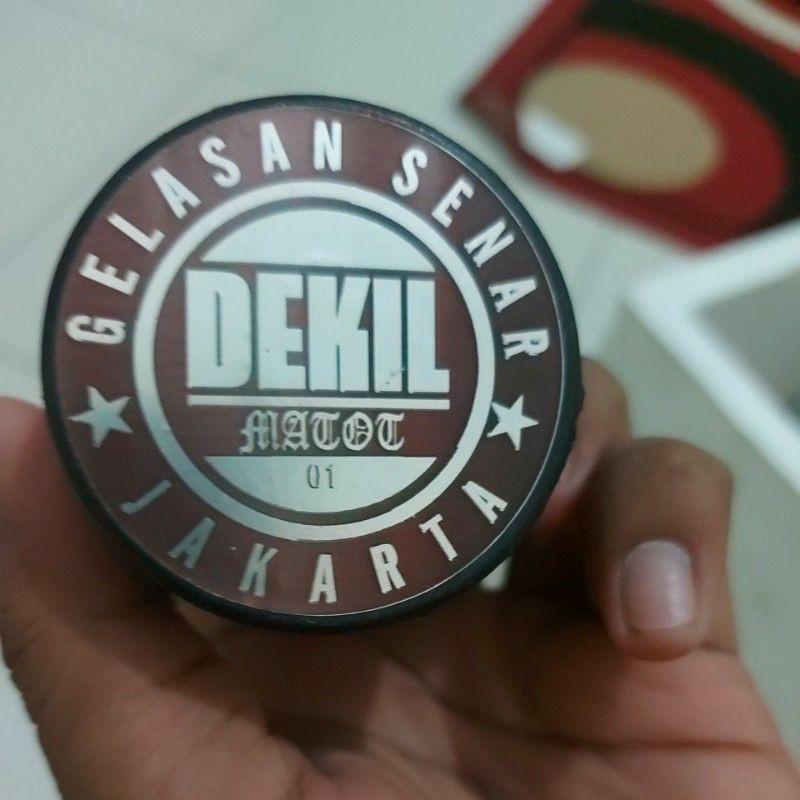 GELASAN SENAR
DEKIL
MATOT
01
JAKARTA